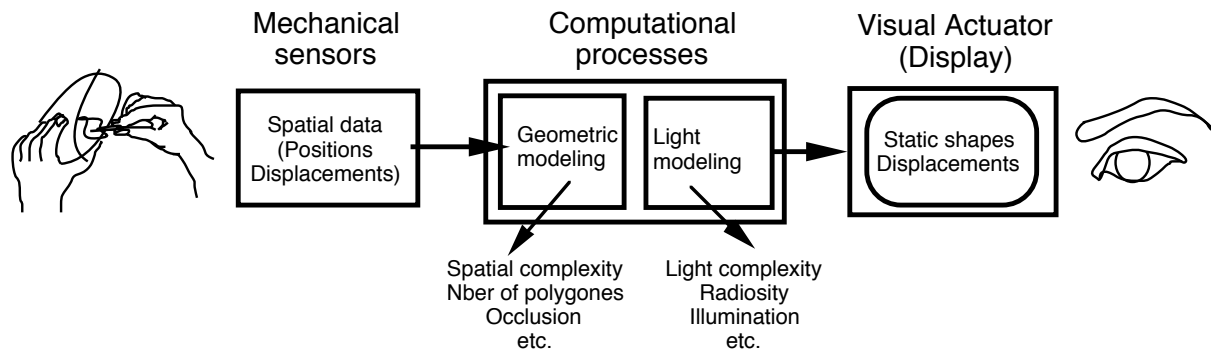 Mechanical
sensors
Computational
processes
Visual Actuator
(Display)
Spatial data
(Positions
Displacements)
Geometric
modeling
Light
modeling
Static shapes
Displacements
Spatial complexity
Nber of polygones
Occlusion
etc.
Light complexity
Radiosity
Illumination
etc.